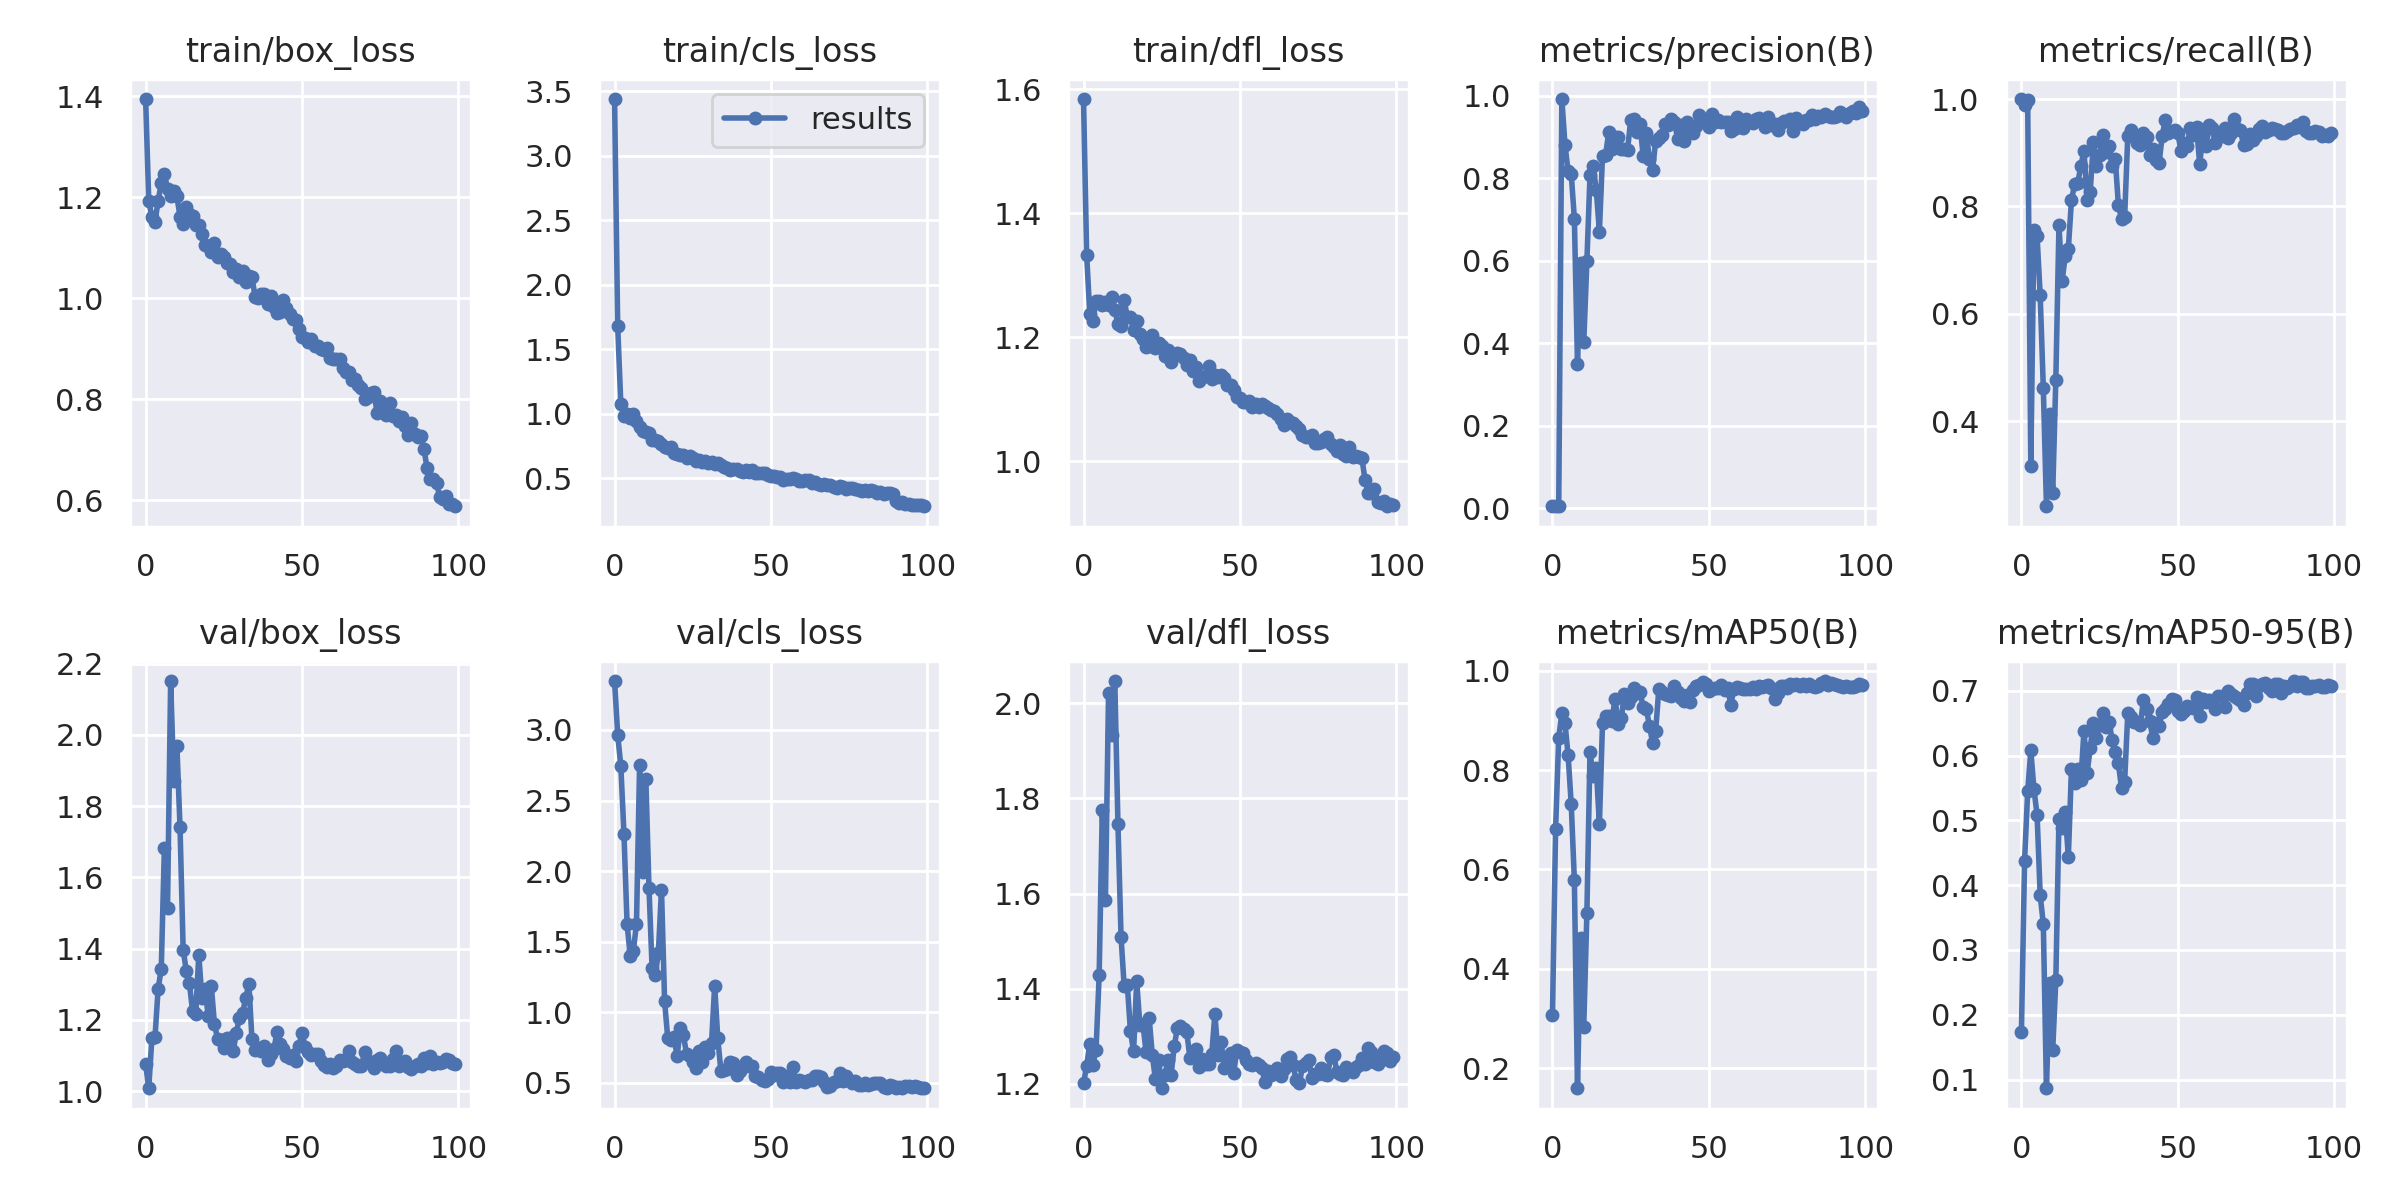 train/box_loss
1.4
1.2
1.0
0.8
0.6
0 50 100
train/cls_loss
results
3.5
3.0
2.5
2.0
1.5
1.0
0.5
0 50 100
train/dfl_loss
1.6
1.4
1.2
1.0
0 50 100
metrics/precision(B)
1.0
0.8
0.6
0.4
0.2
0.0
0 50 100
metrics/recall(B)
1.0
0.8
0.6
0.4
0 50 100
val/box_loss
2.2
2.0
1.8
1.6
1.4
1.2
1.0
0 50 100
val/cls_loss
3.0
2.5
2.0
1.5
1.0
0.5
0 50 100
val/dfl_loss
2.0
1.8
1.6
1.4
1.2
0 50 100
metrics/mAP50(B)
1.0
0.8
0.6
0.4
0.2
0 50 100
metrics/mAP50-95(B)
0.7
0.6
0.5
0.4
0.3
0.2
0.1
0 50 100